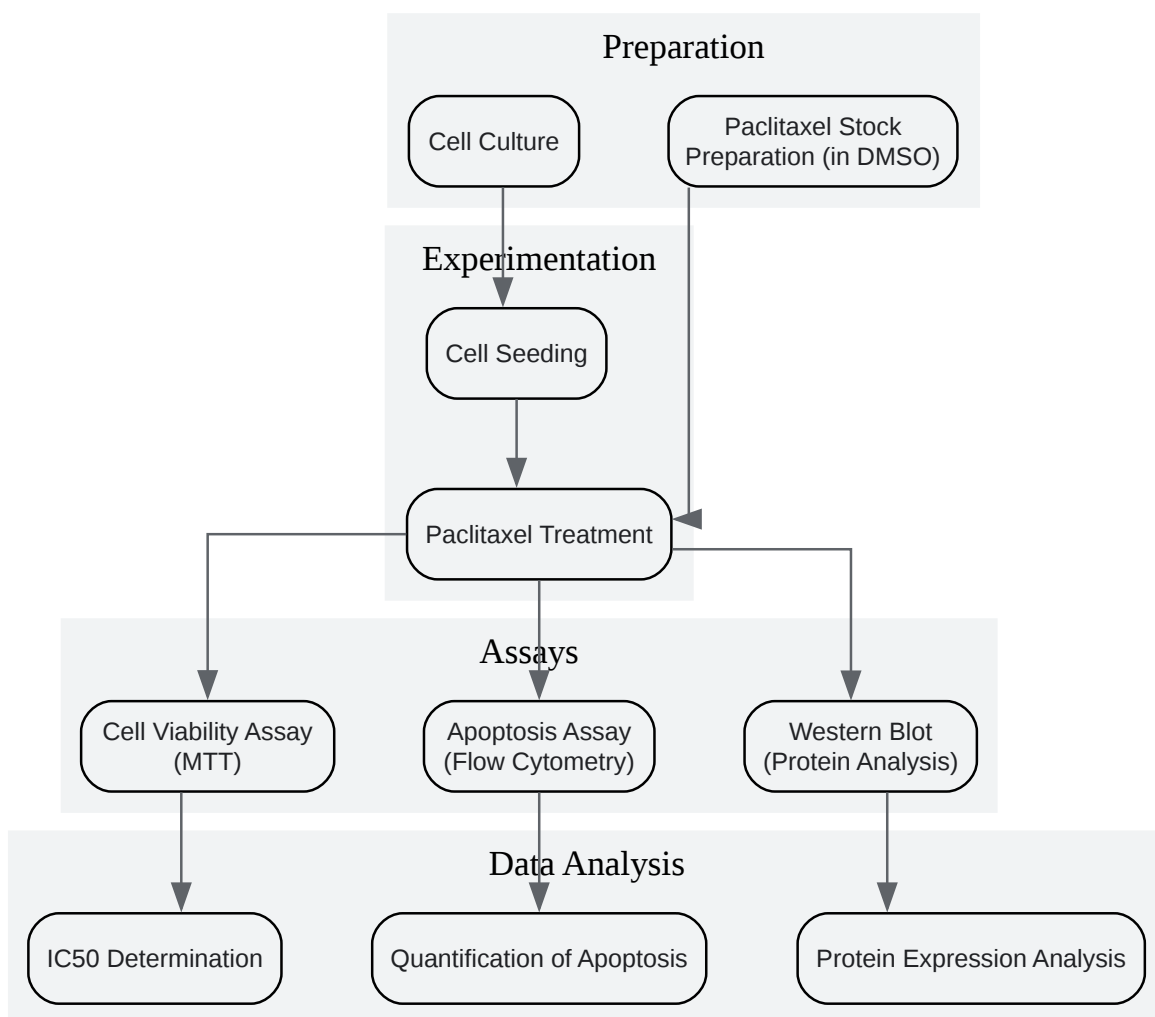 Preparation
Cell Culture
Paclitaxel Stock
Preparation (in DMSO)
Experimentation
Cell Seeding
Paclitaxel Treatment
Assays
Cell Viability Assay
(MTT)
Apoptosis Assay
(Flow Cytometry)
Western Blot
(Protein Analysis)
Data Analysis
IC50 Determination
Quantification of Apoptosis
Protein Expression Analysis